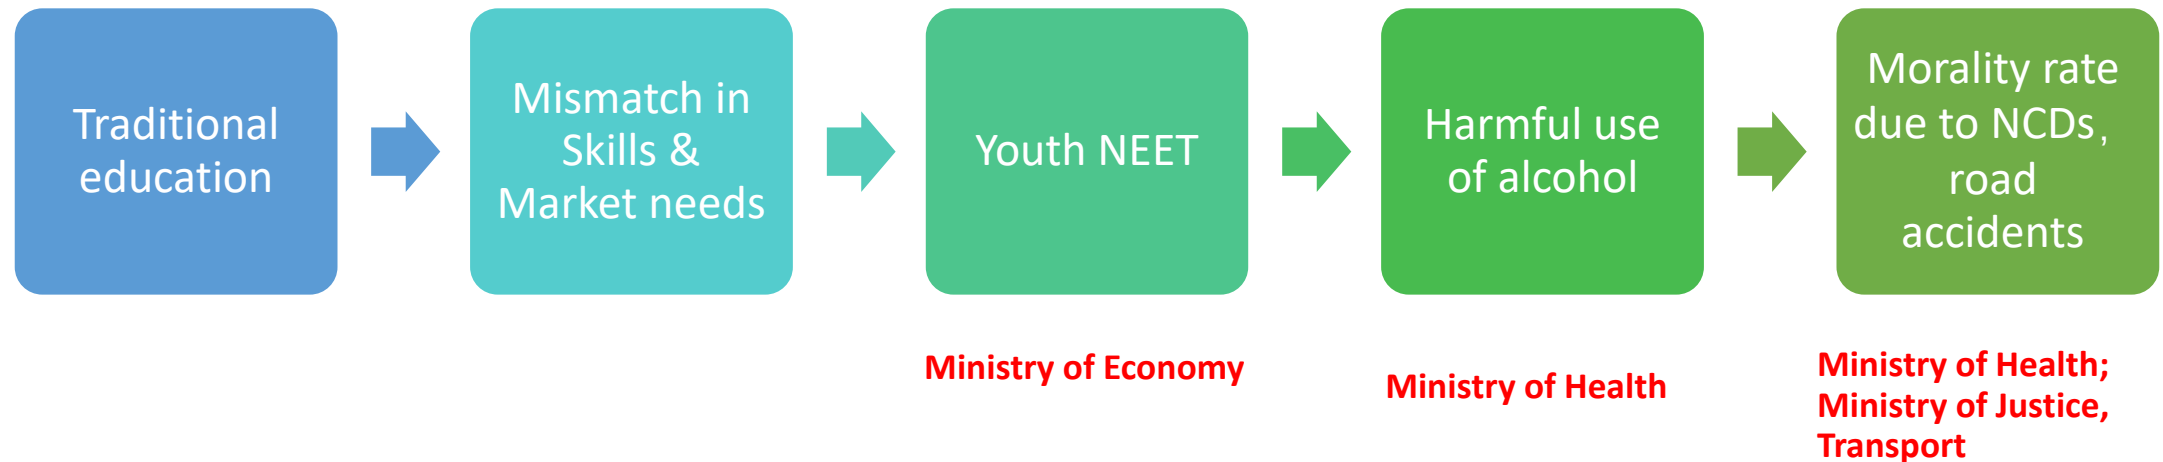 Traditional
education
Mismatch in
Skills &
Market needs
Youth NEET
Harmful use
of alcohol
Morality rate
due to NCDs,
road
accidents
Ministry of Economy
Ministry of Health
Ministry of Health;
Ministry of Justice,
Transport